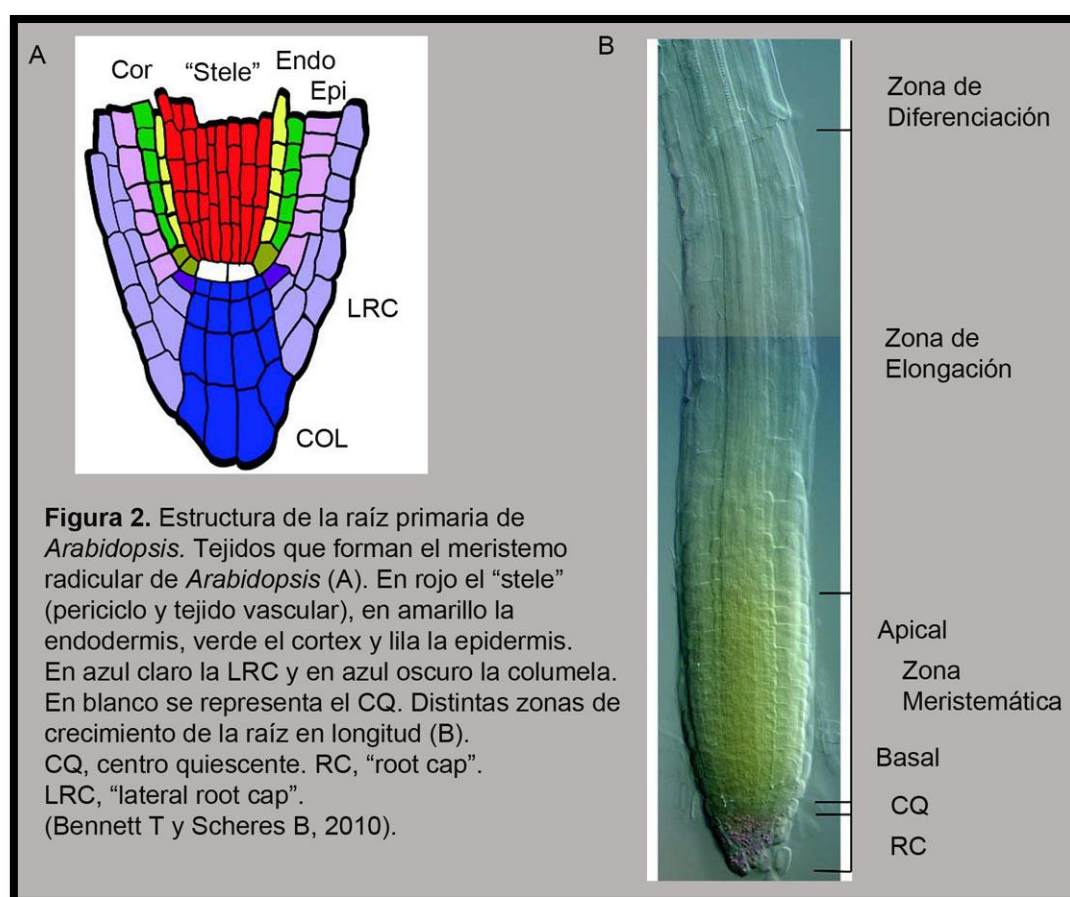 A
Cor
“Stele”
Endo
Epi
LRC
COL
Figura 2. Estructura de la raíz primaria de
Arabidopsis. Tejidos que forman el meristemo
radicular de Arabidopsis (A). En rojo el “stele”
(periciclo y tejido vascular), en amarillo la
endodermis, verde el cortex y lila la epidermis.
En azul claro la LRC y en azul oscuro la columela.
En blanco se representa el CQ. Distintas zonas de
crecimiento de la raíz en longitud (B).
CQ, centro quiescente. RC, “root cap”.
LRC, “lateral root cap”.
(Bennett T y Scheres B, 2010).
B
Zona de
Diferenciación
Zona de
Elongación
Apical
Zona
Meristemática
Basal
CQ
RC